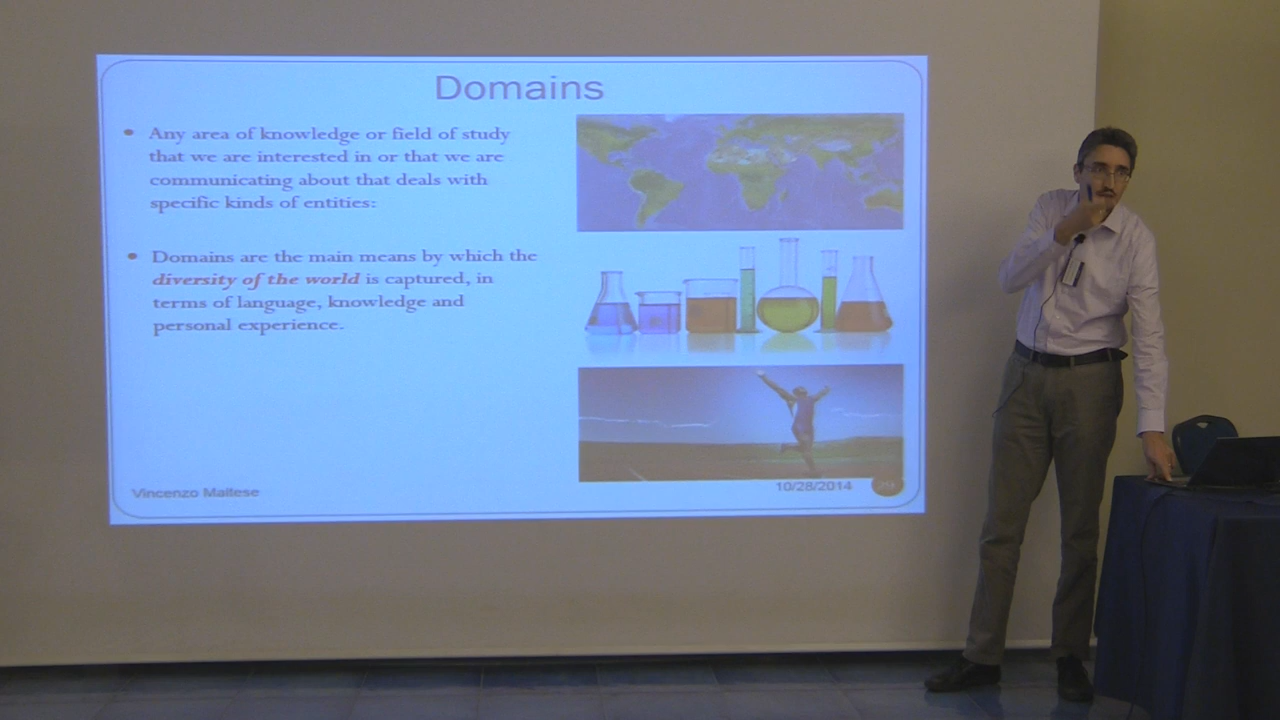 Domains
Any area of knowledge or field of study
that we are interested in or that we are
communicating about that deals with
specific kinds of entities:
Domains are the main means by which the
diversity of the world is captured, in
terms of language, knowledge and
personal experience.
Vincenzo Maltese
10/28/2014
29